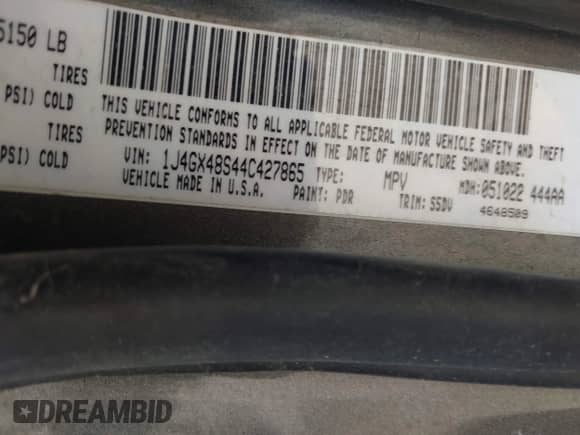 5150 LB
TIRES
PSI) COLD
TIRES
PSI) COLD
THIS VEHICLE CONFORMS TO ALL APPLICABLE FEDERAL MOTOR VEHICLE SAFETY AND THEFT
PREVENTION STANDARDS IN EFFECT ON THE DATE OF MANUFACTURE SHOWN ABOVE.
VIN: 1J4GX48S44C427865 TYPE: MPV MDH:051022 444AA
VEHICLE MADE IN U.S.A. PAINT: PDR TRIM: S5DV 4648509
DREAMBID